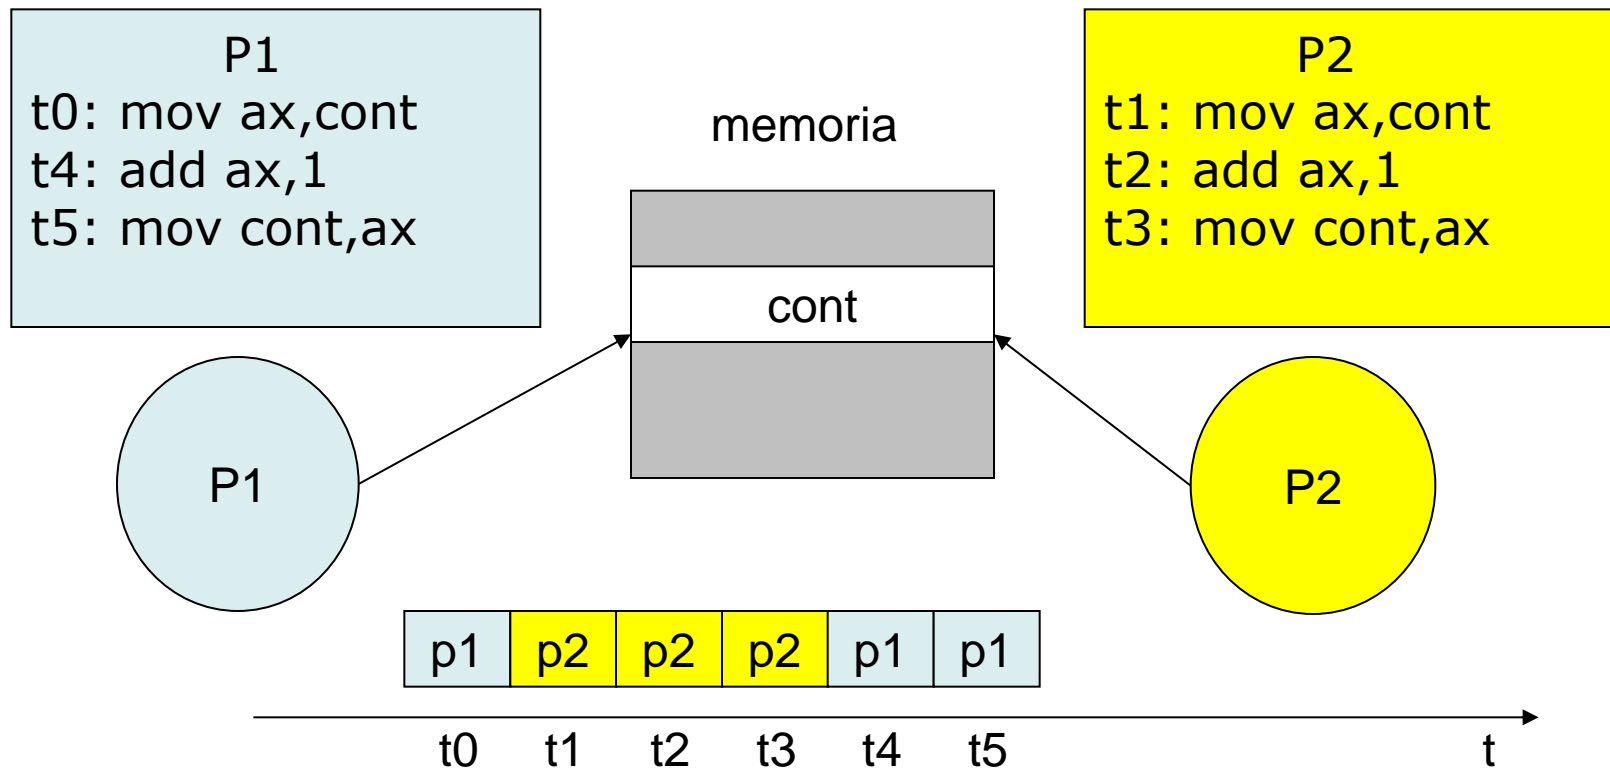 P1
t0: mov ax,cont
t4: add ax,1
t5: mov cont,ax
memoria
cont
P2
t1: mov ax,cont
t2: add ax,1
t3: mov cont,ax
P1
P2
p1 p2 p2 p2 p1 p1
t0 t1 t2 t3 t4 t5 t